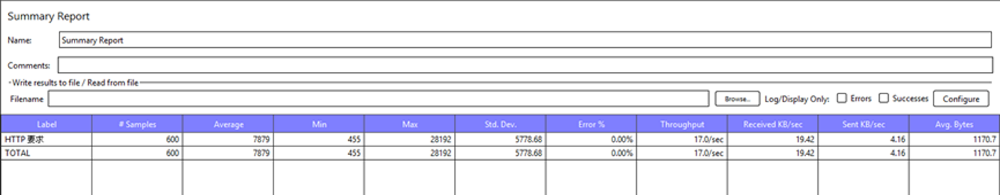 Summary Report
Name: Summary Report
Comments:
Write results to file / Read from file
Filename Browse... Log/Display Only: Errors Successes Configure
Label # Samples Average Min Max Std. Dev. Error % Throughput Received KB/sec Sent KB/sec Avg. Bytes
HTTP 要求 600 7879 455 28192 5778.68 0.00% 17.0/sec 19.42 4.16 1170.7
TOTAL 600 7879 455 28192 5778.68 0.00% 17.0/sec 19.42 4.16 1170.7